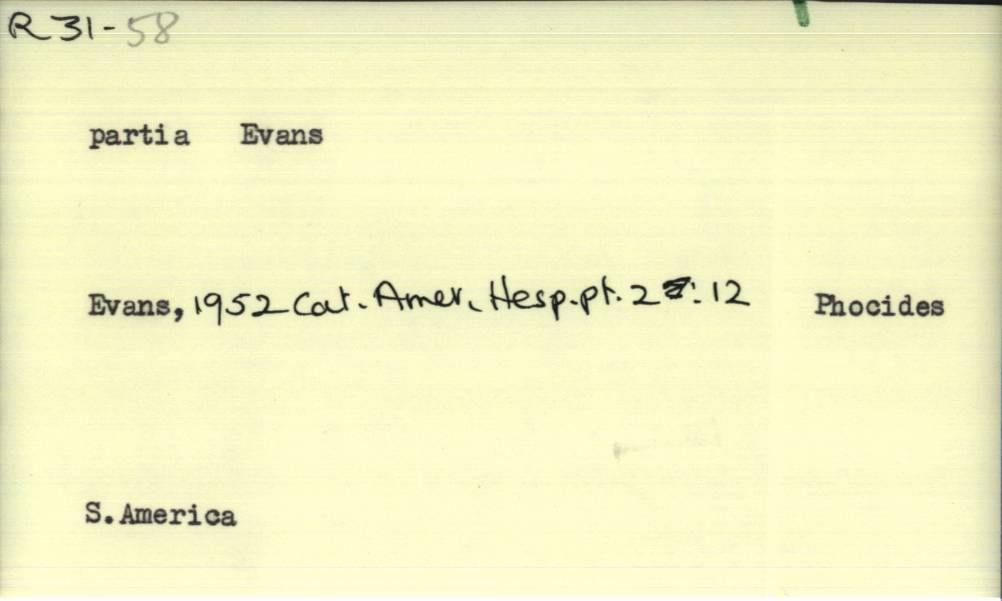 R31-58
partia Evans
Evans, 1952 Cat. Amer. Hesp. pt. 2 : 12 Phocides
S.America